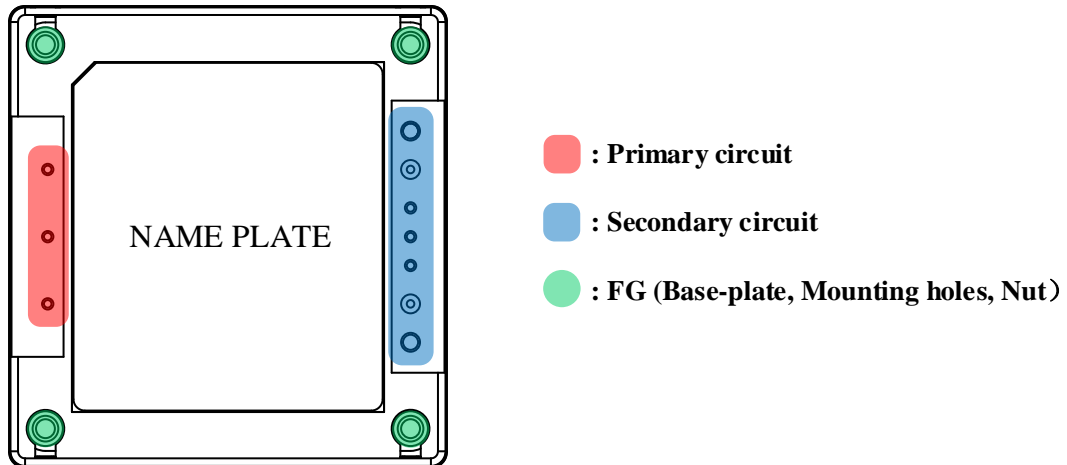 NAME PLATE
: Primary circuit
: Secondary circuit
: FG (Base-plate, Mounting holes, Nut）